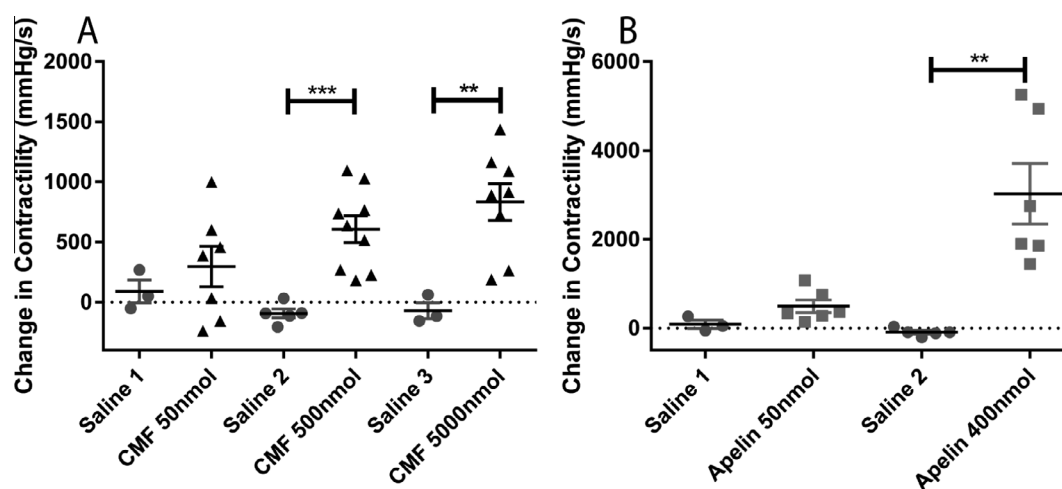 A
Change in Contractility (mmHg/s)
2000
1500
1000
500
0
***
**
Saline 1
CMF 50nmol
Saline 2
CMF 500nmol
Saline 3
CMF 5000nmol
B
Change in Contractility (mmHg/s)
6000
4000
2000
0
**
Saline 1
Apelin 50nmol
Saline 2
Apelin 400nmol